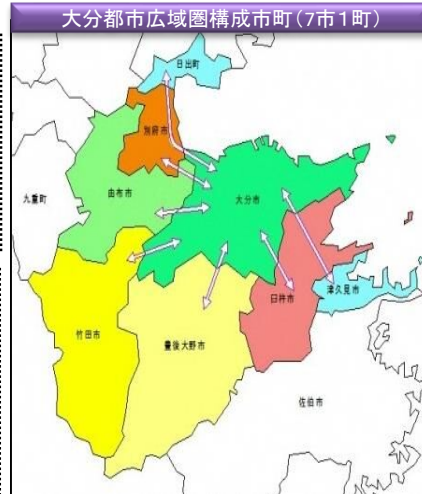 大分都市広域圏構成市町(7市1町)
日出町
別府市
大分市
由布市
九重町
津久見市
臼杵市
竹田市
豊後大野市
佐伯市